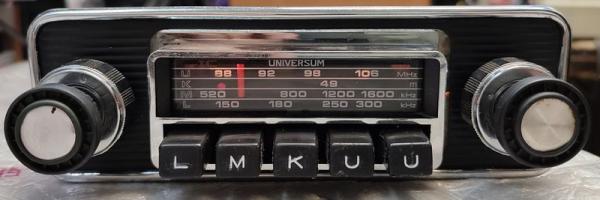 UNIVERSUM
U 88 92 98 106 MHz
K 49 m
M 520 800 1200 1600 kHz
L 150 180 250 300 kHz
L M K U U